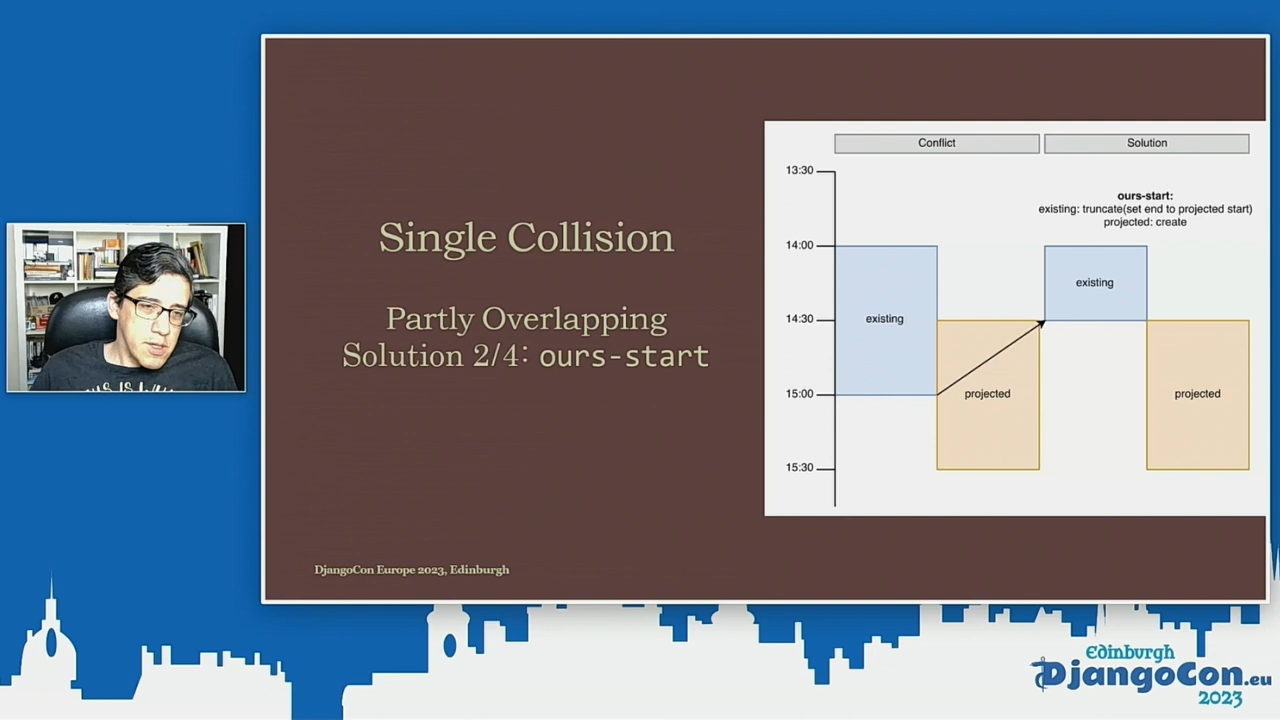 Single Collision
Partly Overlapping
Solution 2/4: ours-start
DjangoCon Europe 2023, Edinburgh
Conflict
Solution
13:30
ours-start:
existing: truncate(set end to projected start)
projected: create
14:00
existing
14:30
existing
15:00
projected
projected
15:30
Edinburgh
DjangoCon.eu
2023